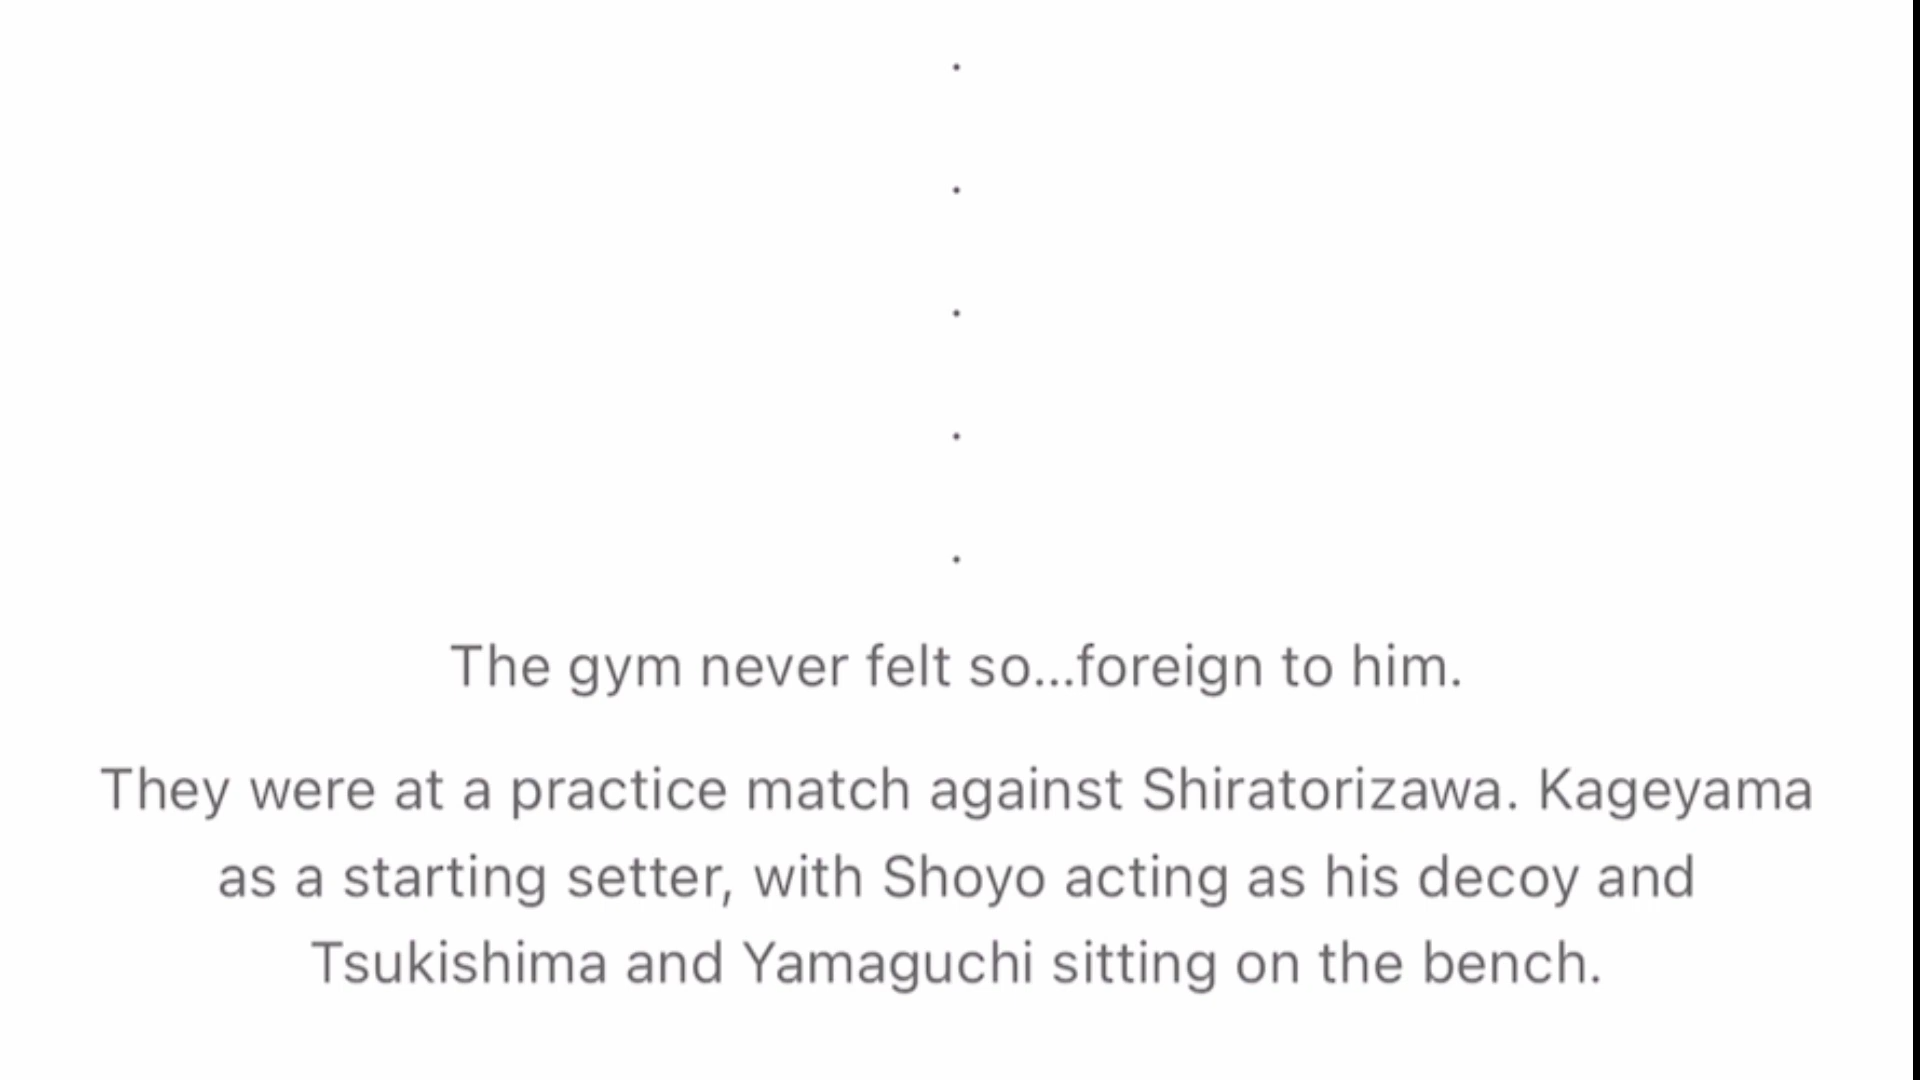 .
.
.
.
.
The gym never felt so...foreign to him.
They were at a practice match against Shiratorizawa. Kageyama
as a starting setter, with Shoyo acting as his decoy and
Tsukishima and Yamaguchi sitting on the bench.